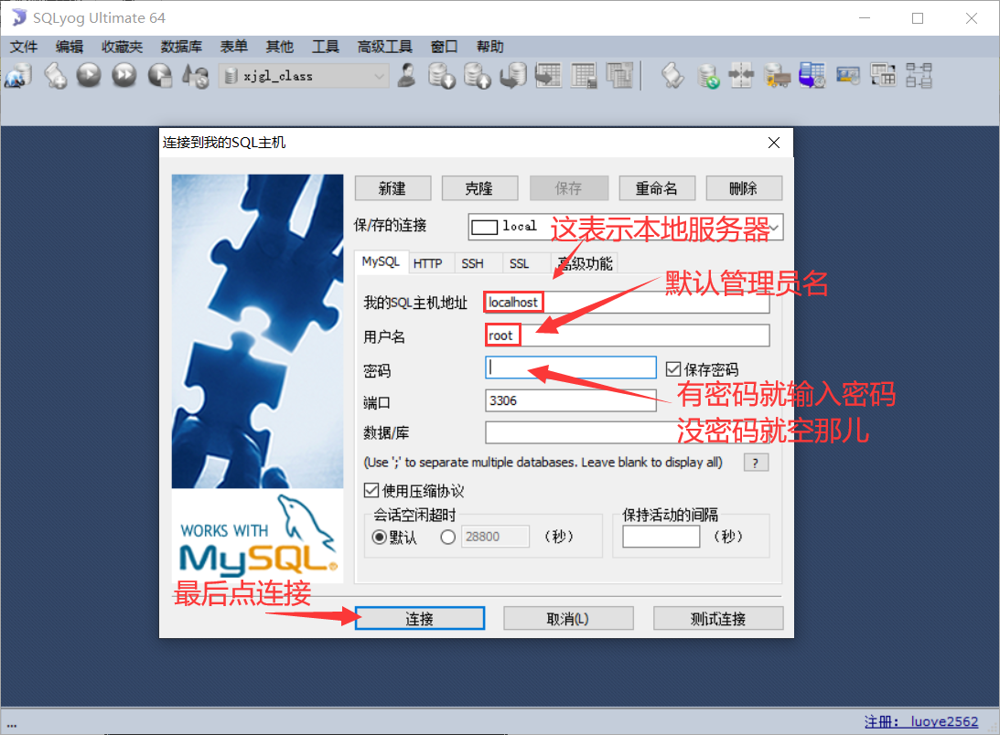 SQLyog Ultimate 64
文件 编辑 收藏夹 数据库 表单 其他 工具 高级工具 窗口 帮助
xjgl_class
连接到我的SQL主机
新建 克隆 保存 重命名 删除
保/存的连接 local
这表示本地服务器
MySQL HTTP SSH SSL 高级功能
默认管理员名
我的SQL主机地址 localhost
用户名 root
密码 保存密码
有密码就输入密码
端口 3306
没密码就空那儿
数据/库
(Use ';' to separate multiple databases. Leave blank to display all) ?
使用压缩协议
会话空闲超时 保持活动的间隔
默认 28800 (秒) (秒)
WORKS WITH
MySQL®
最后点连接
连接 取消(L) 测试连接
... 注册: luoye2562